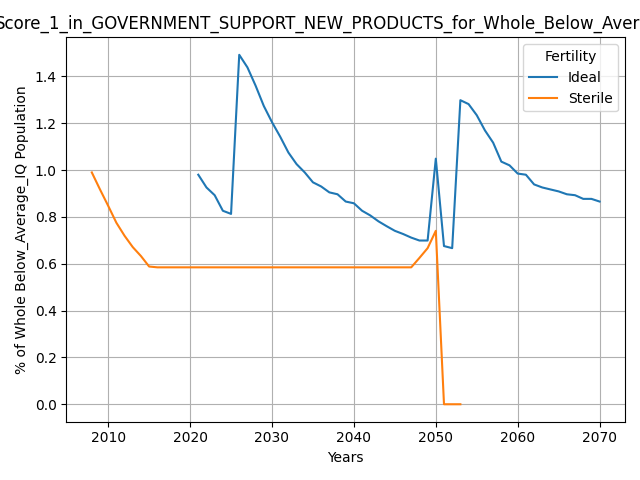 Score_1_in_GOVERNMENT_SUPPORT_NEW_PRODUCTS_for_Whole_Below_Aver
Fertility
Ideal
Sterile
% of Whole Below_Average_IQ Population
1.4
1.2
1.0
0.8
0.6
0.4
0.2
0.0
2010 2020 2030 2040 2050 2060 2070
Years